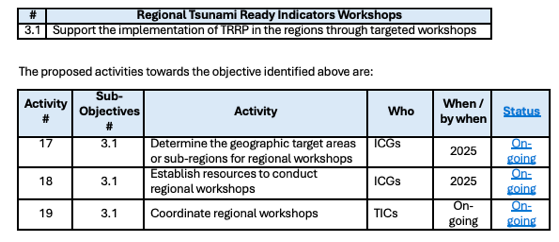 # Regional Tsunami Ready Indicators Workshops
3.1 Support the implementation of TRRP in the regions through targeted workshops
The proposed activities towards the objective identified above are:
Activity # Sub-Objectives # Activity Who When / by when Status
17 3.1 Determine the geographic target areas or sub-regions for regional workshops ICGs 2025 On-going
18 3.1 Establish resources to conduct regional workshops ICGs 2025 On-going
19 3.1 Coordinate regional workshops TICs On-going On-going